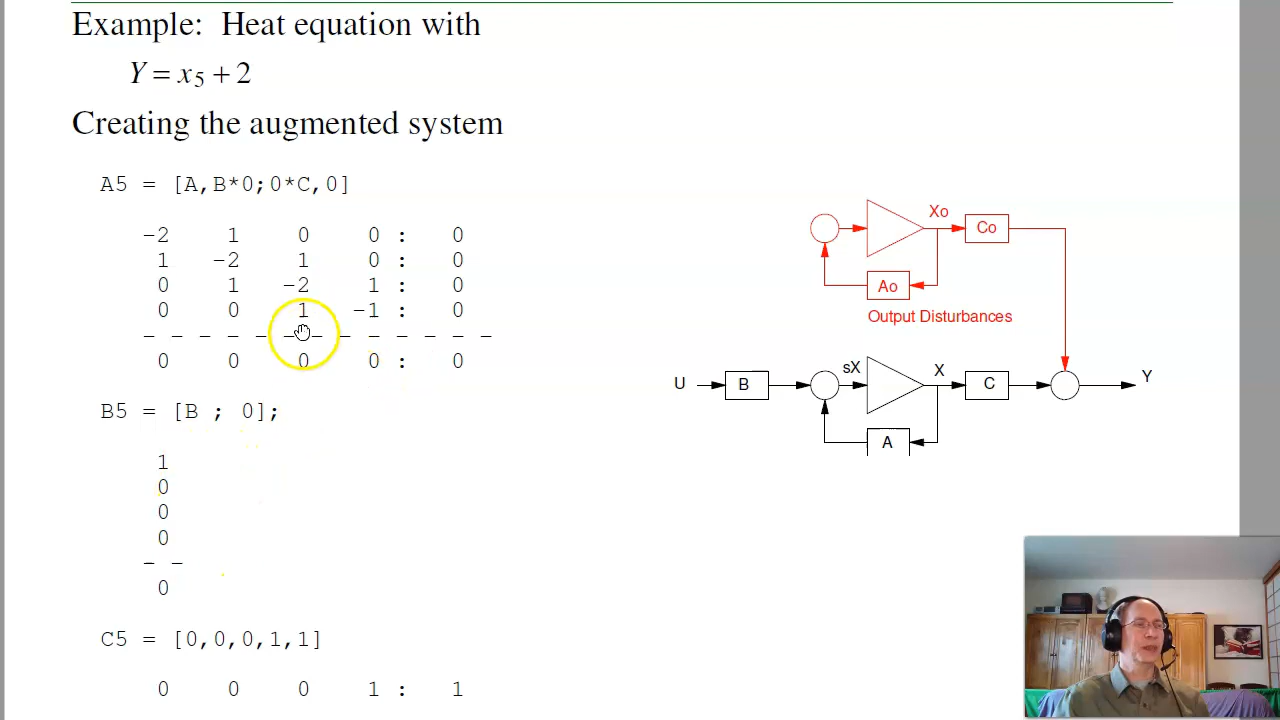 Example: Heat equation with
Y = x5 + 2
Creating the augmented system
A5 = [A,B*0;0*C,0]
-2 1 0 0 : 0
1 -2 1 0 : 0
0 1 -2 1 : 0
0 0 1 -1 : 0
- - - - - - - - - - - - -
0 0 0 0 : 0
B5 = [B ; 0];
1
0
0
0
- -
0
C5 = [0,0,0,1,1]
0 0 0 1 : 1
Xo
Co
Ao
Output Disturbances
U
B
sX
X
C
Y
A